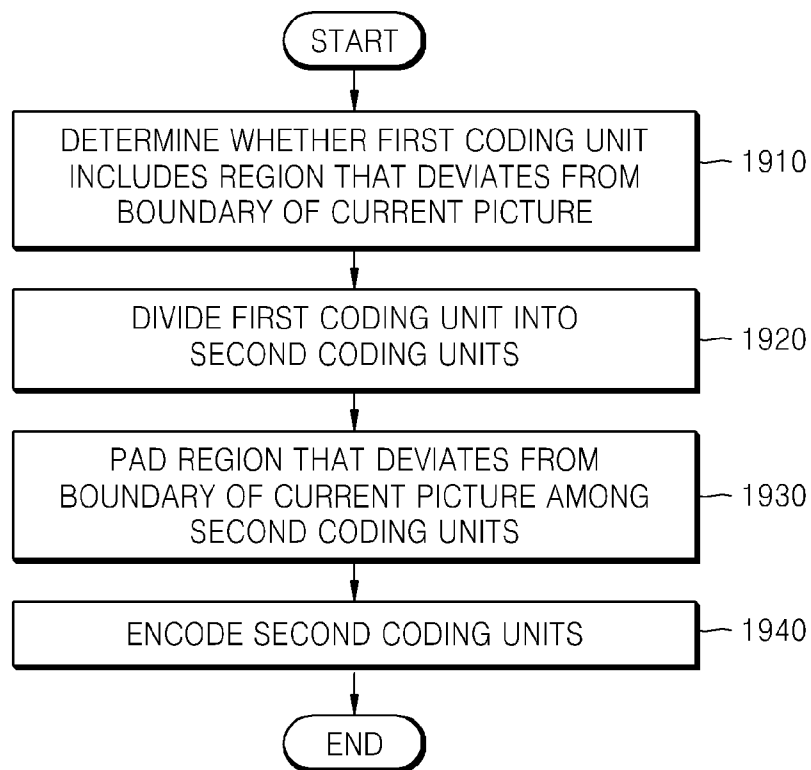 START
DETERMINE WHETHER FIRST CODING UNIT
INCLUDES REGION THAT DEVIATES FROM
BOUNDARY OF CURRENT PICTURE
1910
DIVIDE FIRST CODING UNIT INTO
SECOND CODING UNITS
1920
PAD REGION THAT DEVIATES FROM
BOUNDARY OF CURRENT PICTURE AMONG
SECOND CODING UNITS
1930
ENCODE SECOND CODING UNITS
1940
END